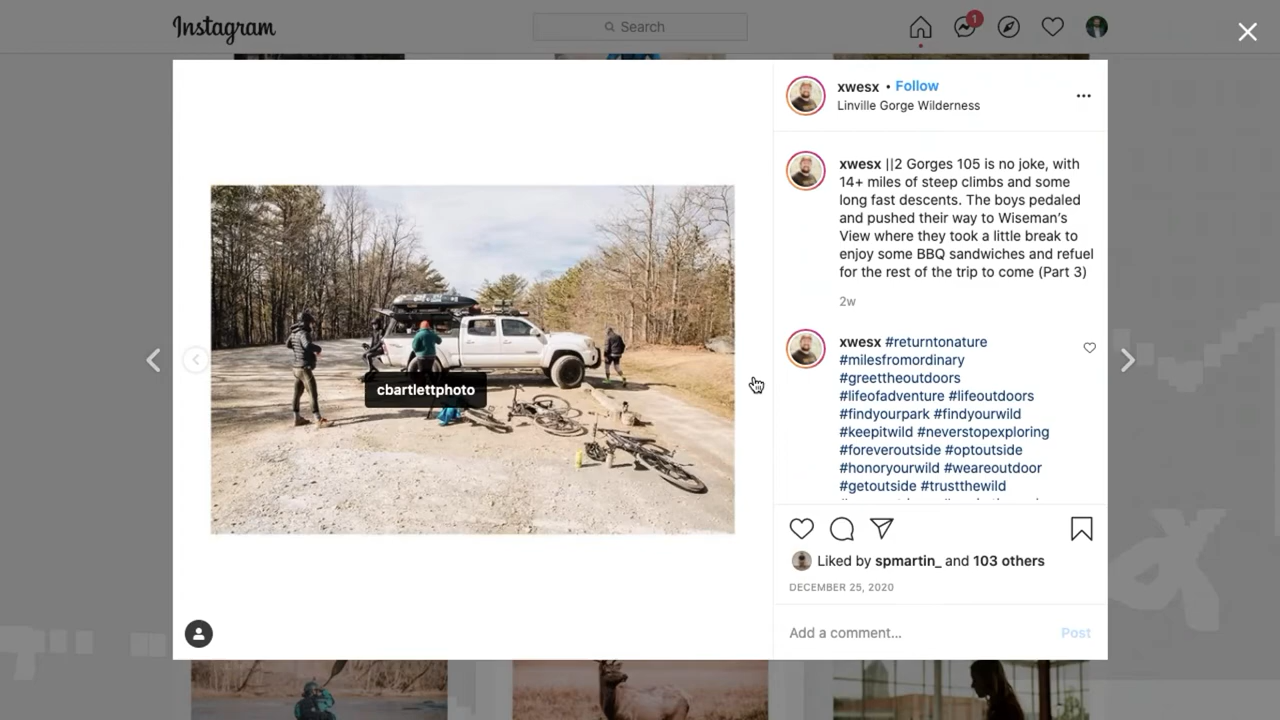 Instagram
Search
1
xwesx • Follow
Linville Gorge Wilderness
xwesx ||2 Gorges 105 is no joke, with
14+ miles of steep climbs and some
long fast descents. The boys pedaled
and pushed their way to Wiseman's
View where they took a little break to
enjoy some BBQ sandwiches and refuel
for the rest of the trip to come (Part 3)
2w
cbartlettphoto
xwesx #returntonature
#milesfromordinary
#greettheoutdoors
#lifeofadventure #lifeoutdoors
#findyourpark #findyourwild
#keepitwild #neverstopexploring
#foreveroutside #optoutside
#honoryourwild #weareoutdoor
#getoutside #trustthewild
Liked by spmartin_ and 103 others
DECEMBER 25, 2020
Add a comment...
Post